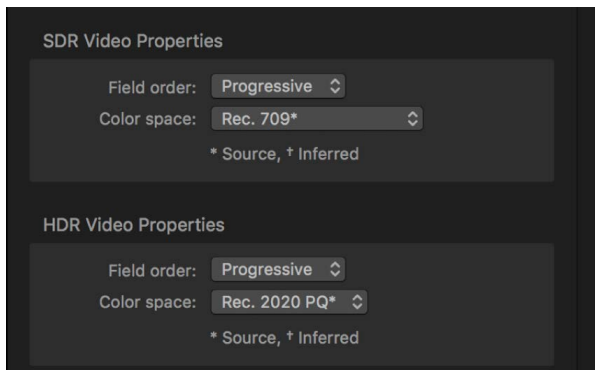 SDR Video Properties
Field order: Progressive
Color space: Rec. 709*
* Source, † Inferred
HDR Video Properties
Field order: Progressive
Color space: Rec. 2020 PQ*
* Source, † Inferred